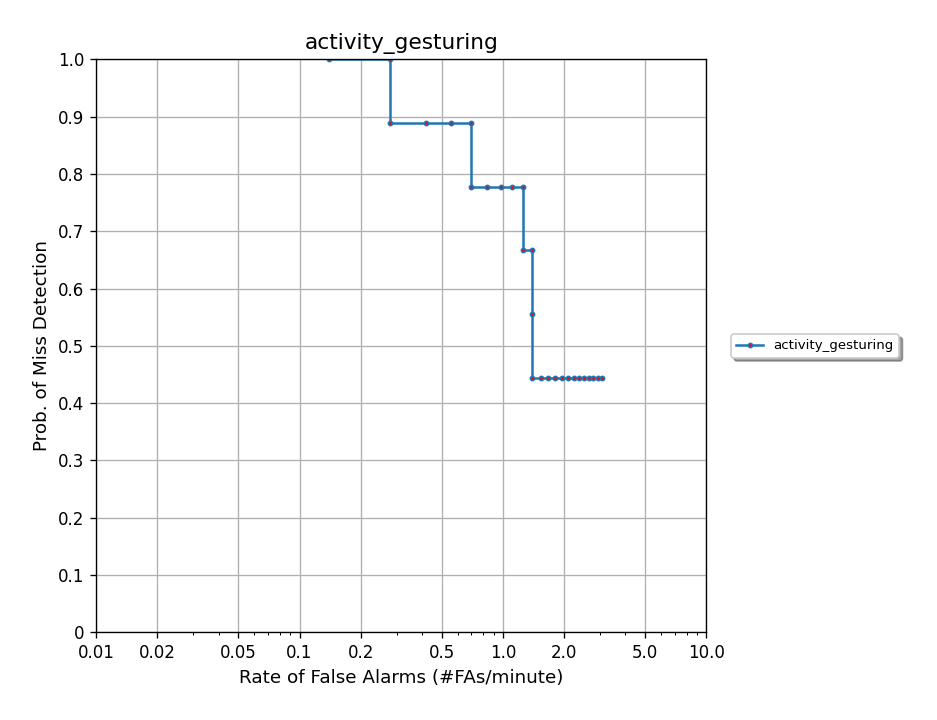 activity_gesturing
1.0
0.9
0.8
0.7
0.6
0.5
0.4
0.3
0.2
0.1
0
Prob. of Miss Detection
0.01 0.02 0.05 0.1 0.2 0.5 1.0 2.0 5.0 10.0
Rate of False Alarms (#FAs/minute)
activity_gesturing